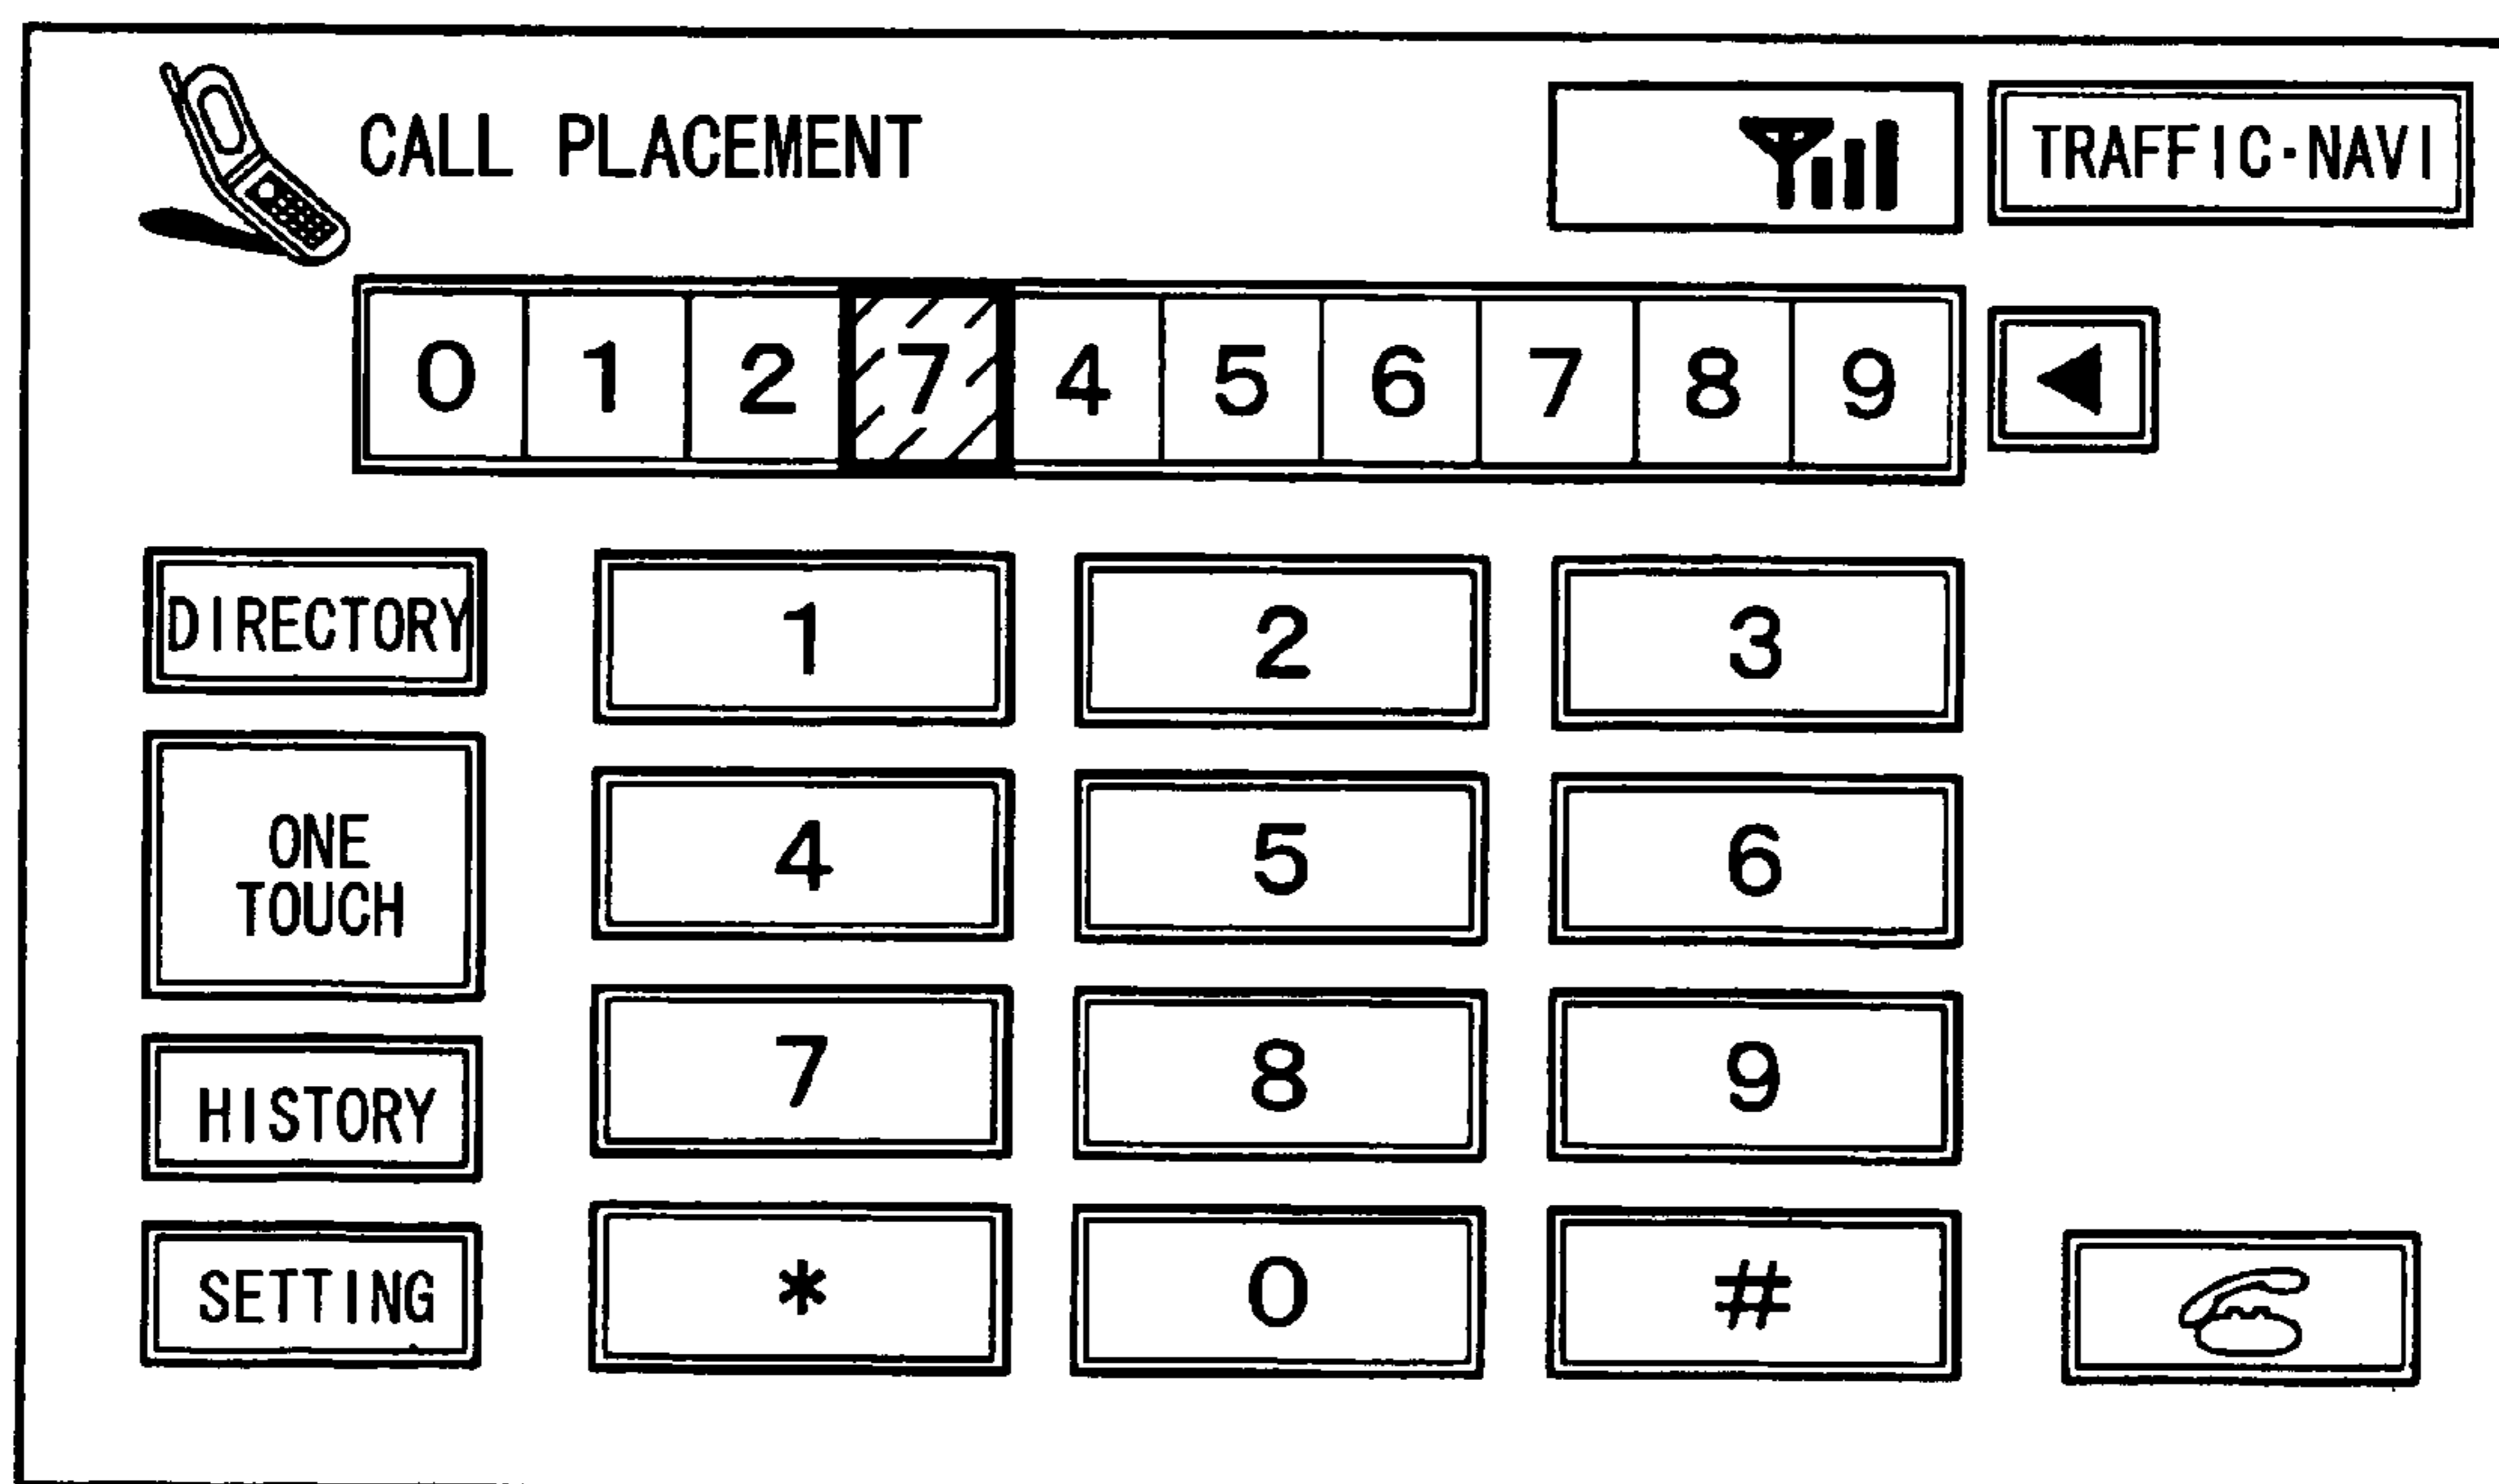 CALL PLACEMENT
TRAFFIC·NAVI
0 1 2 7 4 5 6 7 8 9
DIRECTORY 1 2 3
ONE
TOUCH
4 5 6
HISTORY 7 8 9
SETTING * 0 #